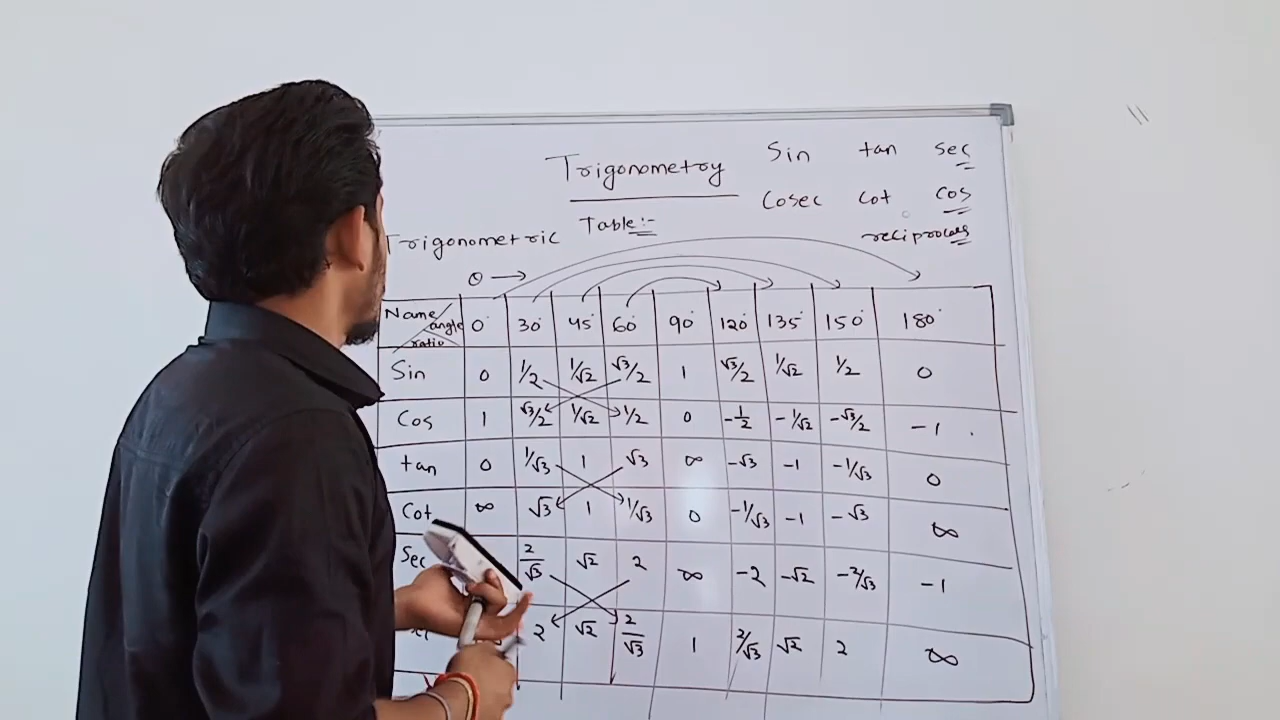 Trigonometry Sin tan sec
Cosec cot cos
Trigonometric Table:- reciprocals
θ →
Name angle ratio 0° 30° 45° 60° 90° 120° 135° 150° 180°
Sin 0 1/2 1/√2 √3/2 1 √3/2 1/√2 1/2 0
Cos 1 √3/2 1/√2 1/2 0 -1/2 -1/√2 -√3/2 -1
tan 0 1/√3 1 √3 ∞ -√3 -1 -1/√3 0
Cot ∞ √3 1 1/√3 0 -1/√3 -1 -√3 ∞
Sec 2/√3 √2 2 ∞ -2 -√2 -2/√3 -1
2 √2 2/√3 1 2/√3 √2 2 ∞